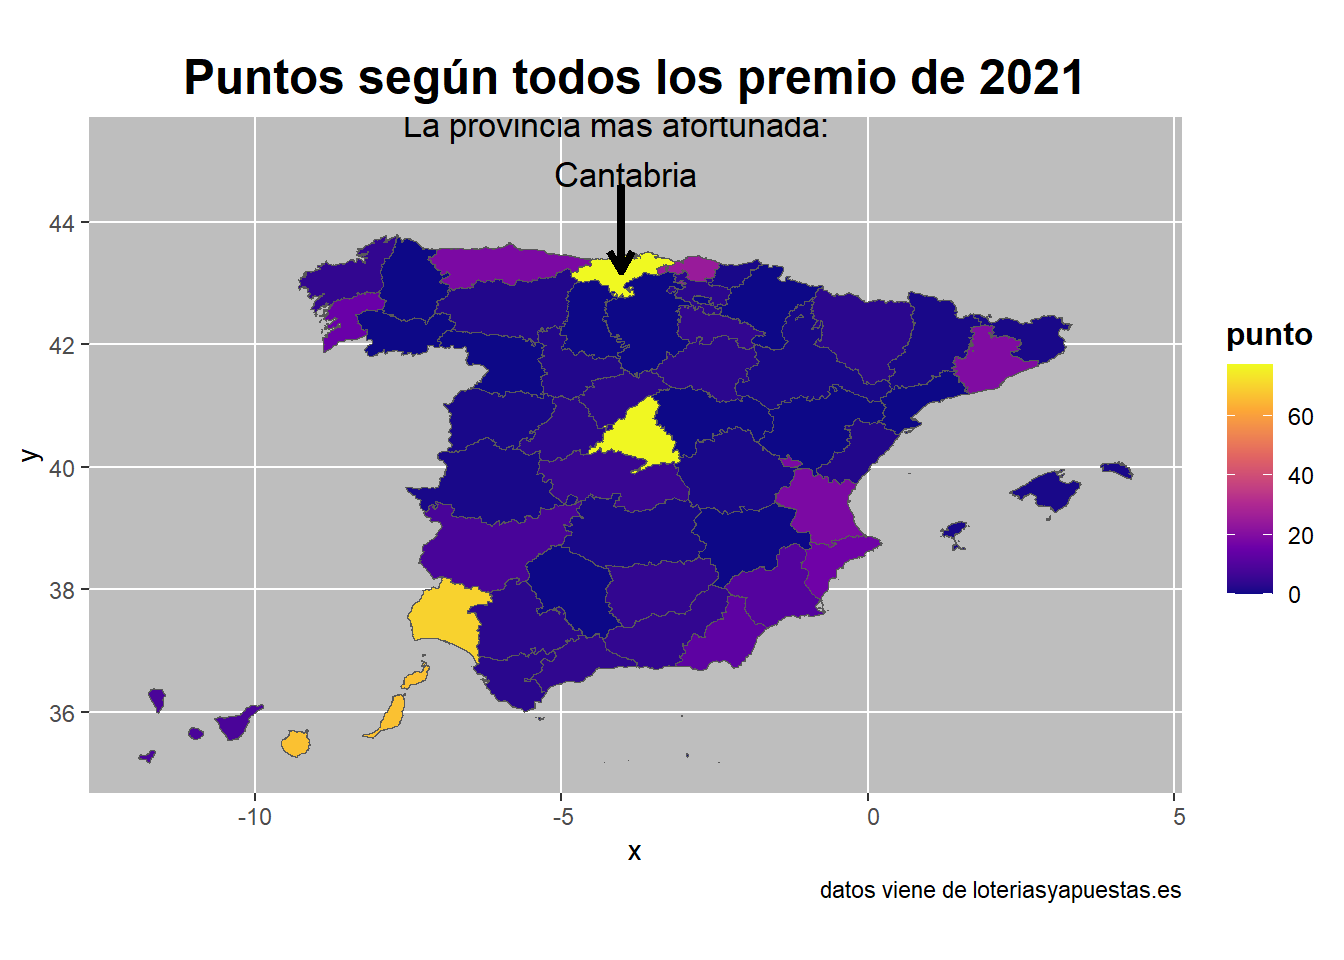 Puntos según todos los premio de 2021
La provincia mas afortunada:
Cantabria
44
42
40
38
36
y
-10
-5
0
5
x
punto
60
40
20
0
datos viene de loteriasyapuestas.es